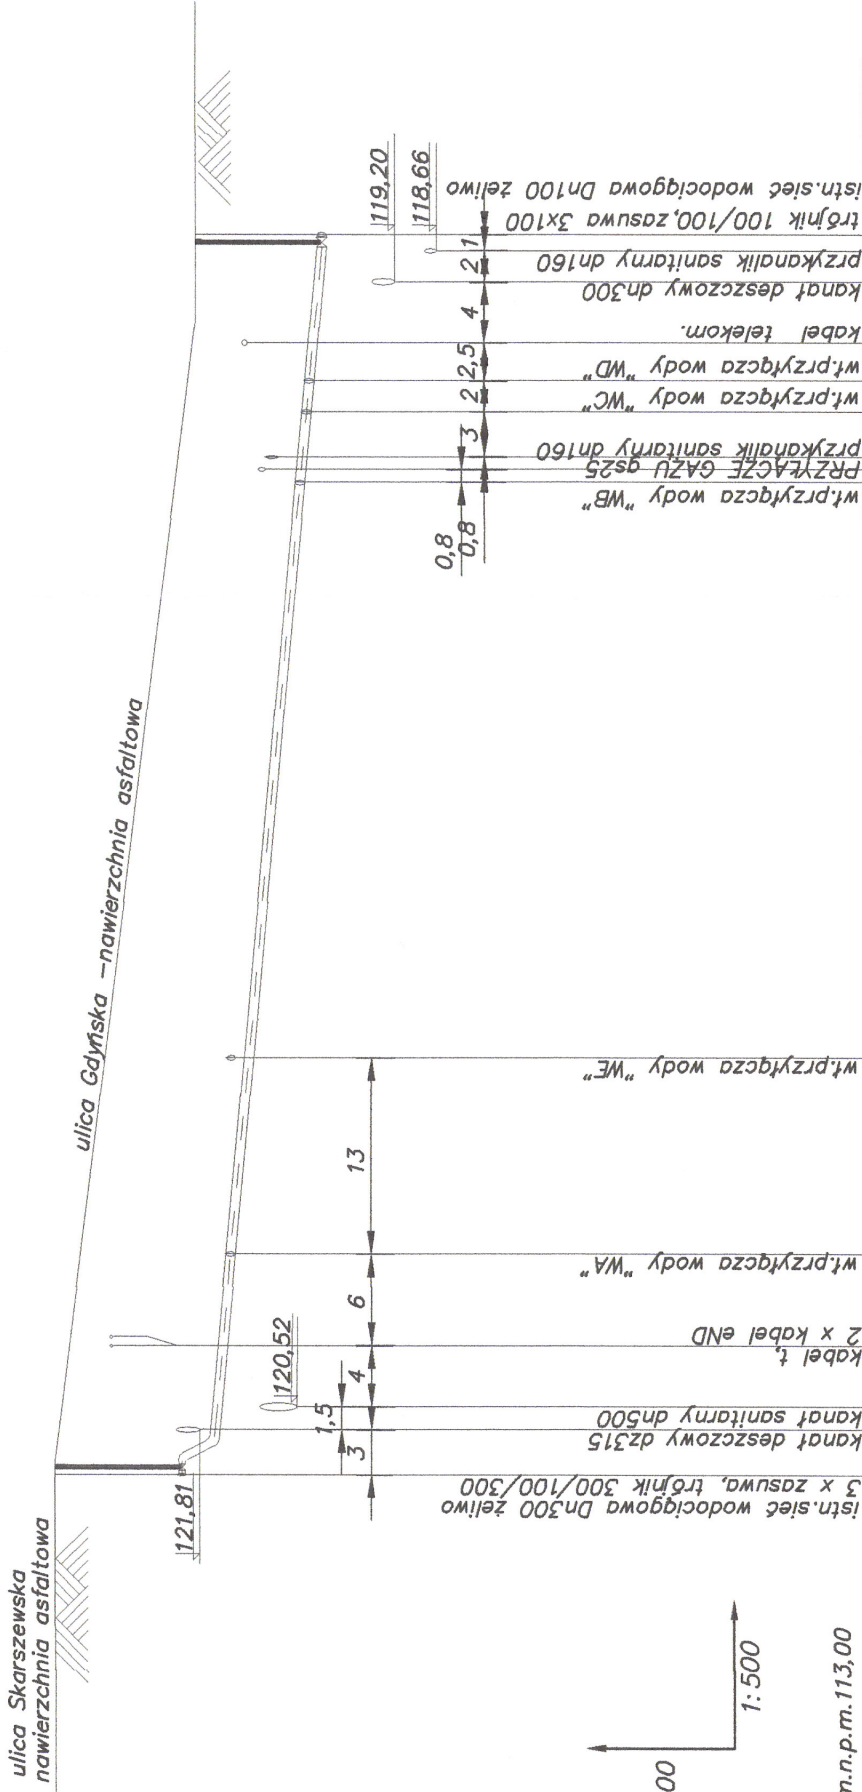 ulica Skarszewska
nawierzchnia asfaltowa
ulica Gdyńska -nawierzchnia asfaltowa
121,81
120,52
119,20
118,66
3
1,5
4
6
13
0,8
0,8
3
2
2,5
4
2
1
istn.sieć wodociągowa Dn300 żeliwo
3 x zasuwa, trójnik 300/100/300
kanał deszczowy dz315
kanał sanitarny dn500
kabel t,
2 x kabel eND
wł.przyłącza wody "WA"
wł.przyłącza wody "WE"
wł.przyłącza wody "WB"
PRZYŁĄCZE GAZU gs25
przykanalik sanitarny dn160
wł.przyłącza wody "WC"
wł.przyłącza wody "WD"
kabel telekom.
kanał deszczowy dn300
przykanalik sanitarny dn160
trójnik 100/100,zasuwa 3x100
istn.sieć wodociągowa Dn100 żeliwo
00
1:500
m.n.p.m.113,00